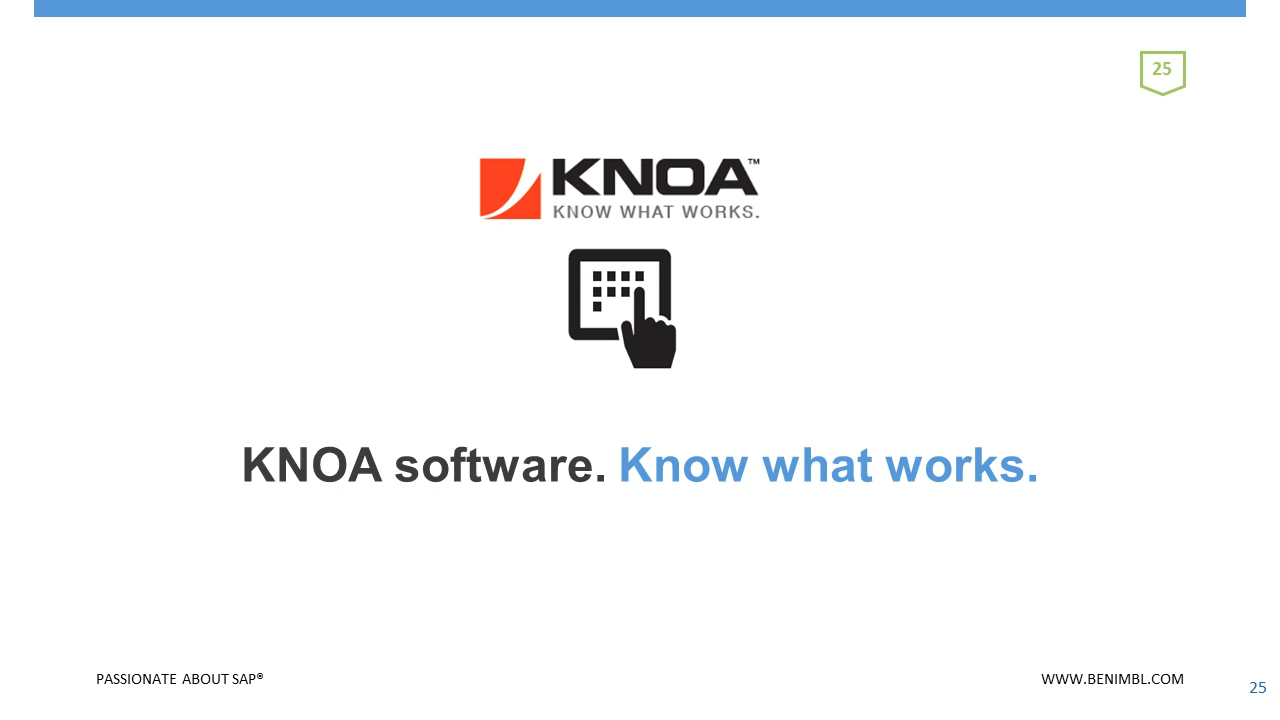 25
KNOA™
KNOW WHAT WORKS.
KNOA software. Know what works.
PASSIONATE ABOUT SAP®
WWW.BENIMBL.COM
25